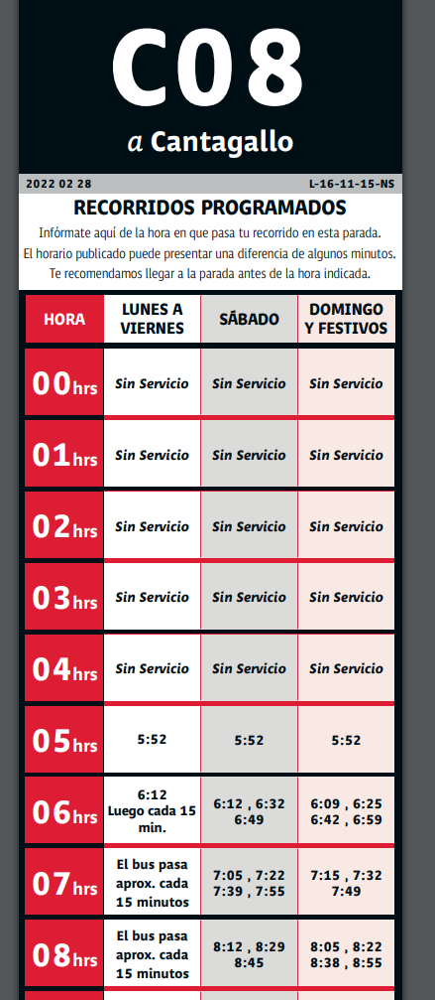 C08
a Cantagallo
2022 02 28 L-16-11-15-NS
RECORRIDOS PROGRAMADOS
Infórmate aquí de la hora en que pasa tu recorrido en esta parada.
El horario publicado puede presentar una diferencia de algunos minutos.
Te recomendamos llegar a la parada antes de la hora indicada.
HORA
LUNES A
VIERNES
SÁBADO
DOMINGO
Y FESTIVOS
00hrs
Sin Servicio
Sin Servicio
Sin Servicio
01hrs
Sin Servicio
Sin Servicio
Sin Servicio
02hrs
Sin Servicio
Sin Servicio
Sin Servicio
03hrs
Sin Servicio
Sin Servicio
Sin Servicio
04hrs
Sin Servicio
Sin Servicio
Sin Servicio
05hrs
5:52
5:52
5:52
06hrs
6:12
Luego cada 15
min.
6:12 , 6:32
6:49
6:09 , 6:25
6:42 , 6:59
07hrs
El bus pasa
aprox. cada
15 minutos
7:05 , 7:22
7:39 , 7:55
7:15 , 7:32
7:49
08hrs
El bus pasa
aprox. cada
15 minutos
8:12 , 8:29
8:45
8:05 , 8:22
8:38 , 8:55